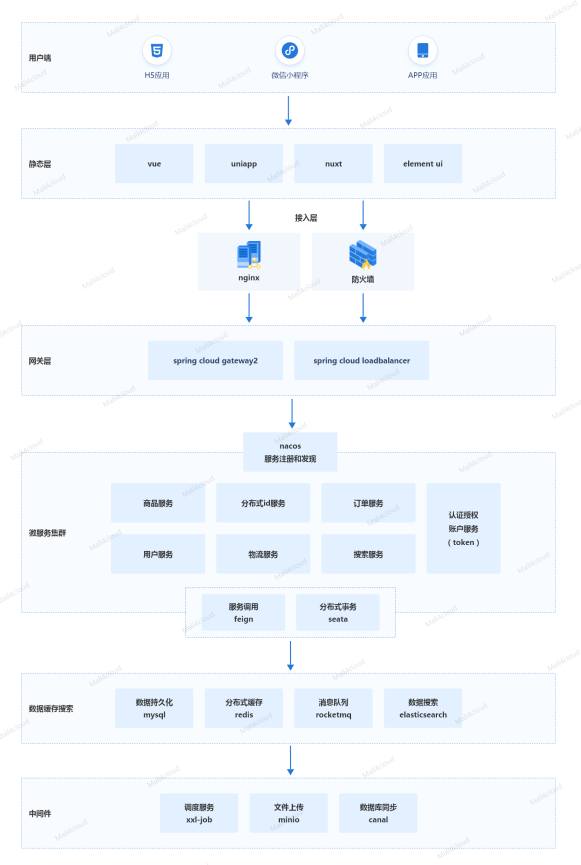 用户端
H5应用
微信小程序
APP应用
静态层
vue
uniapp
nuxt
element ui
接入层
nginx
防火墙
网关层
spring cloud gateway2
spring cloud loadbalancer
nacos
服务注册和发现
微服务集群
商品服务
分布式id服务
订单服务
认证授权
账户服务
( token )
用户服务
物流服务
搜索服务
服务调用
feign
分布式事务
seata
数据缓存搜索
数据持久化
mysql
分布式缓存
redis
消息队列
rocketmq
数据搜索
elasticsearch
中间件
调度服务
xxl-job
文件上传
minio
数据库同步
canal
Mall4cloud